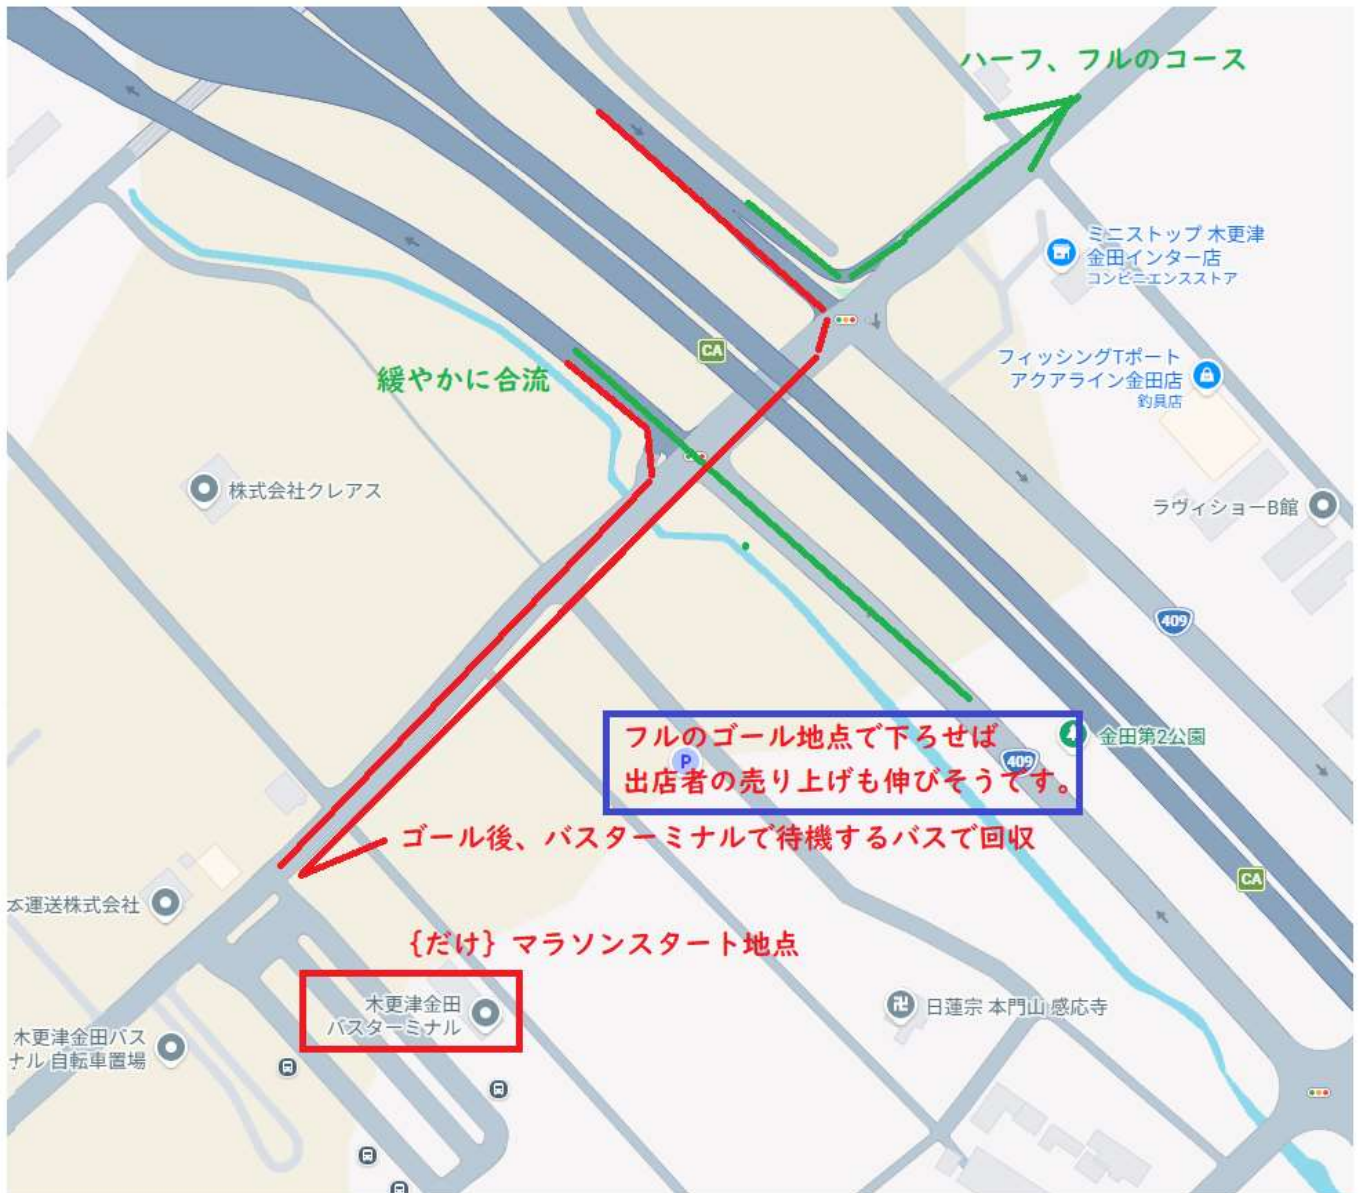 ハーフ、フルのコース
ミニストップ 木更津
金田インター店
コンビニエンスストア
CA
フィッシングTポート
アクアライン金田店
釣具店
緩やかに合流
株式会社クレアス
ラヴィショーB館
409
フルのゴール地点で下ろせば
出店者の売り上げも伸びそうです。
P
409
金田第2公園
ゴール後、バスターミナルで待機するバスで回収
CA
本運送株式会社
{だけ} マラソンスタート地点
木更津金田
バスターミナル
日蓮宗 本門山 感応寺
木更津金田バス
ナル 自転車置場